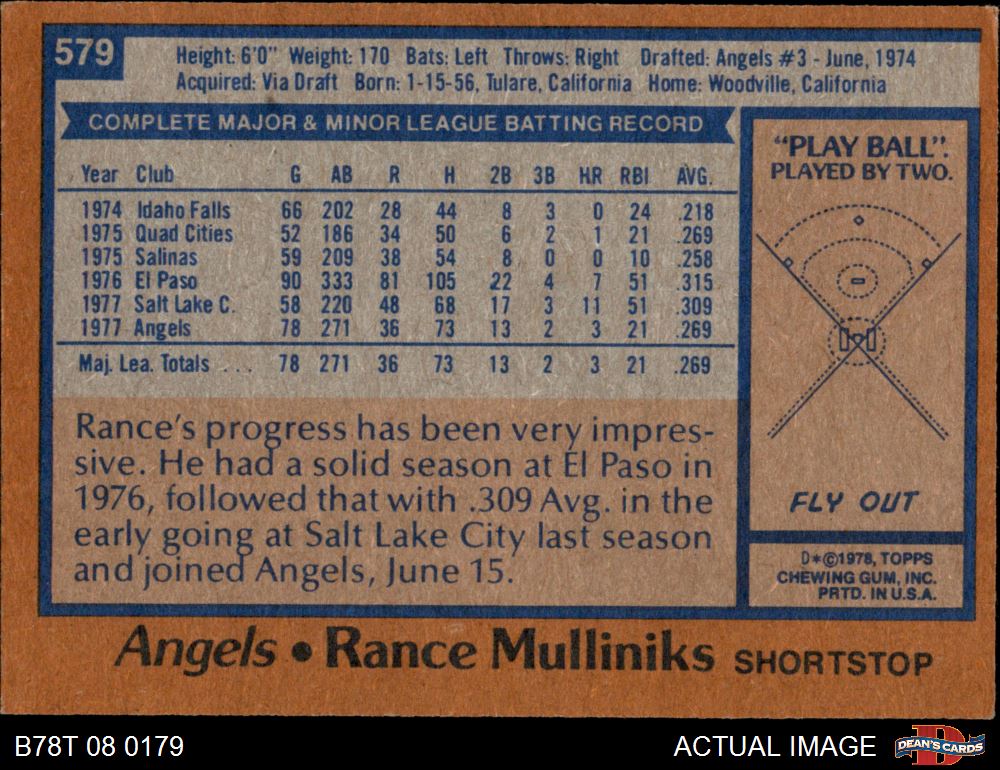 579
Height: 6'0" Weight: 170 Bats: Left Throws: Right Drafted: Angels #3 - June, 1974
Acquired: Via Draft Born: 1-15-56, Tulare, California Home: Woodville, California
COMPLETE MAJOR & MINOR LEAGUE BATTING RECORD
Year Club G AB R H 2B 3B HR RBI AVG.
1974 Idaho Falls 66 202 28 44 8 3 0 24 .218
1975 Quad Cities 52 186 34 50 6 2 1 21 .269
1975 Salinas 59 209 38 54 8 0 0 10 .258
1976 El Paso 90 333 81 105 22 4 7 51 .315
1977 Salt Lake C. 58 220 48 68 17 3 11 51 .309
1977 Angels 78 271 36 73 13 2 3 21 .269
Maj. Lea. Totals . . . 78 271 36 73 13 2 3 21 .269
Rance's progress has been very impres-
sive. He had a solid season at El Paso in
1976, followed that with .309 Avg. in the
early going at Salt Lake City last season
and joined Angels, June 15.
"PLAY BALL".
PLAYED BY TWO.
FLY OUT
D*©1978, TOPPS
CHEWING GUM, INC.
PRTD. IN U.S.A.
Angels • Rance Mulliniks SHORTSTOP
B78T 08 0179
ACTUAL IMAGE
D
DEAN'S CARDS